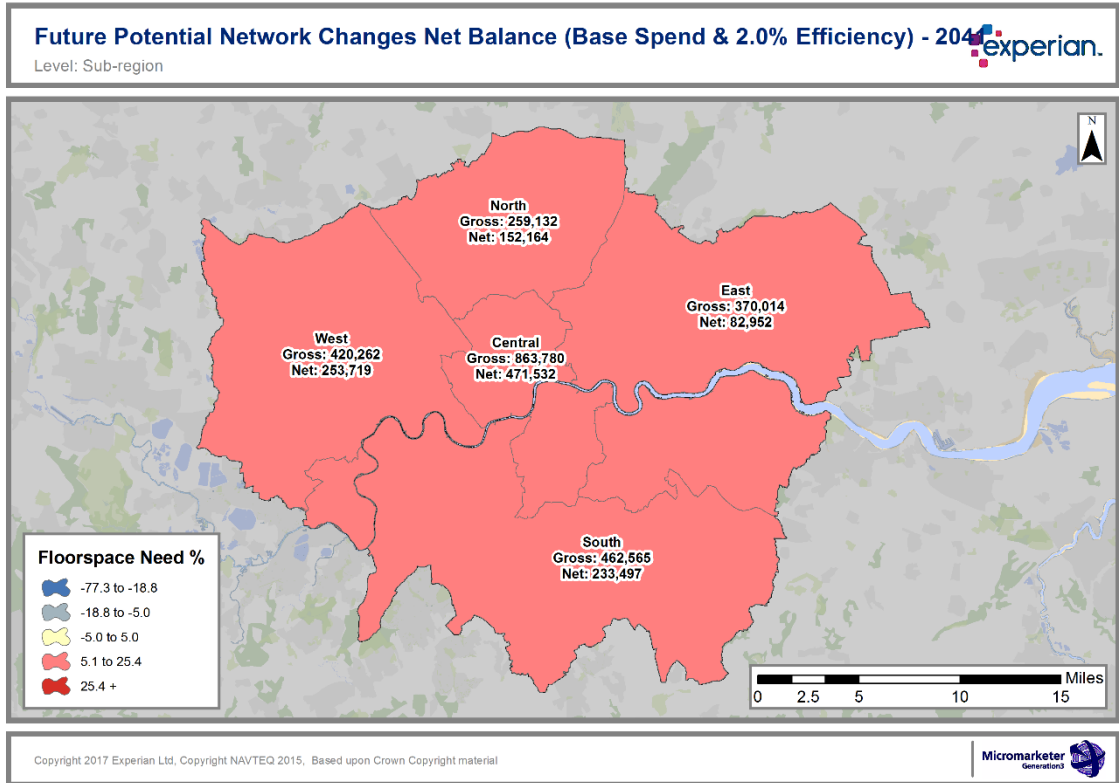 Future Potential Network Changes Net Balance (Base Spend & 2.0% Efficiency) - 204
experian.
Level: Sub-region
N
North
Gross: 259,132
Net: 152,164
East
Gross: 370,014
Net: 82,952
West
Gross: 420,262
Net: 253,719
Central
Gross: 863,780
Net: 471,532
South
Gross: 462,565
Net: 233,497
Floorspace Need %
-77.3 to -18.8
-18.8 to -5.0
-5.0 to 5.0
5.1 to 25.4
25.4 +
Miles
0 2.5 5 10 15
Copyright 2017 Experian Ltd, Copyright NAVTEQ 2015, Based upon Crown Copyright material
Micromarketer
Generation3